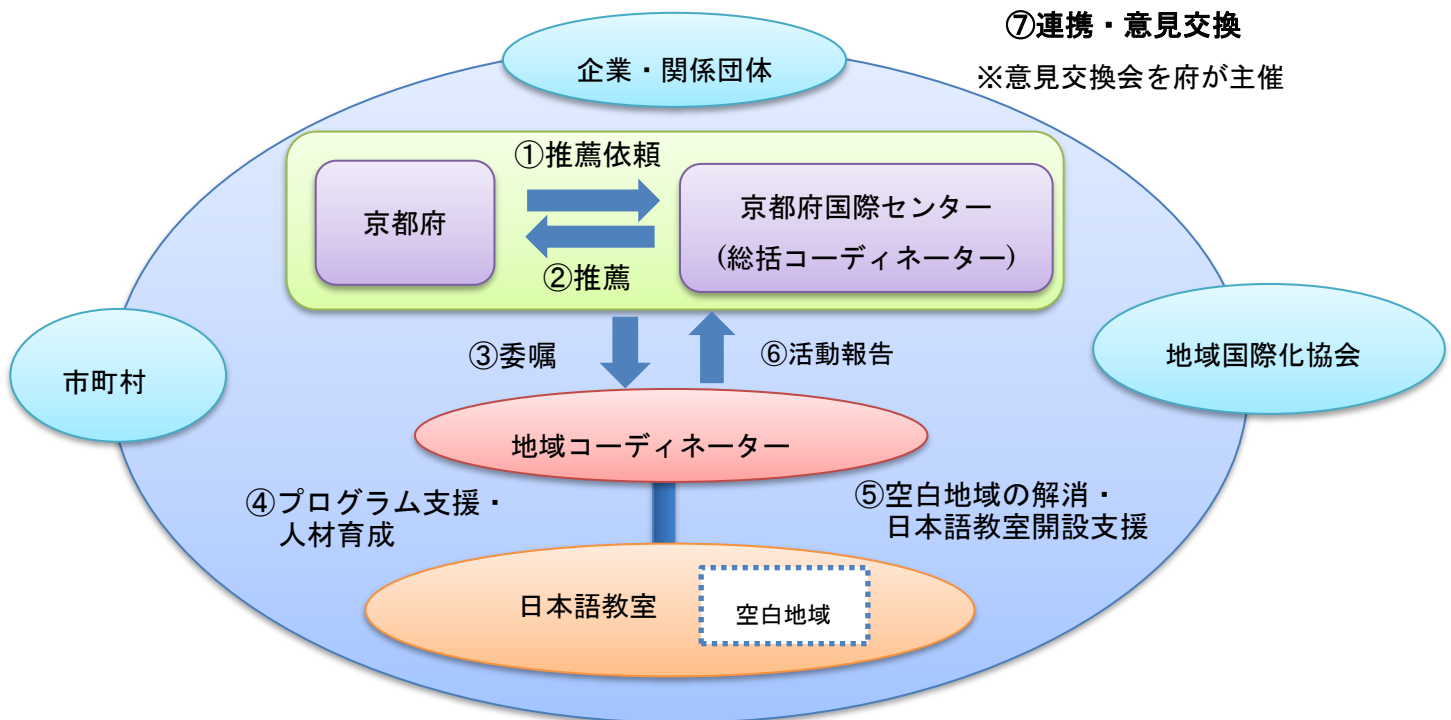 ⑦連携・意見交換
※意見交換会を府が主催
企業・関係団体
①推薦依頼
京都府
京都府国際センター
(総括コーディネーター)
②推薦
③委嘱
⑥活動報告
市町村
地域国際化協会
地域コーディネーター
④プログラム支援・
人材育成
⑤空白地域の解消・
日本語教室開設支援
日本語教室
空白地域